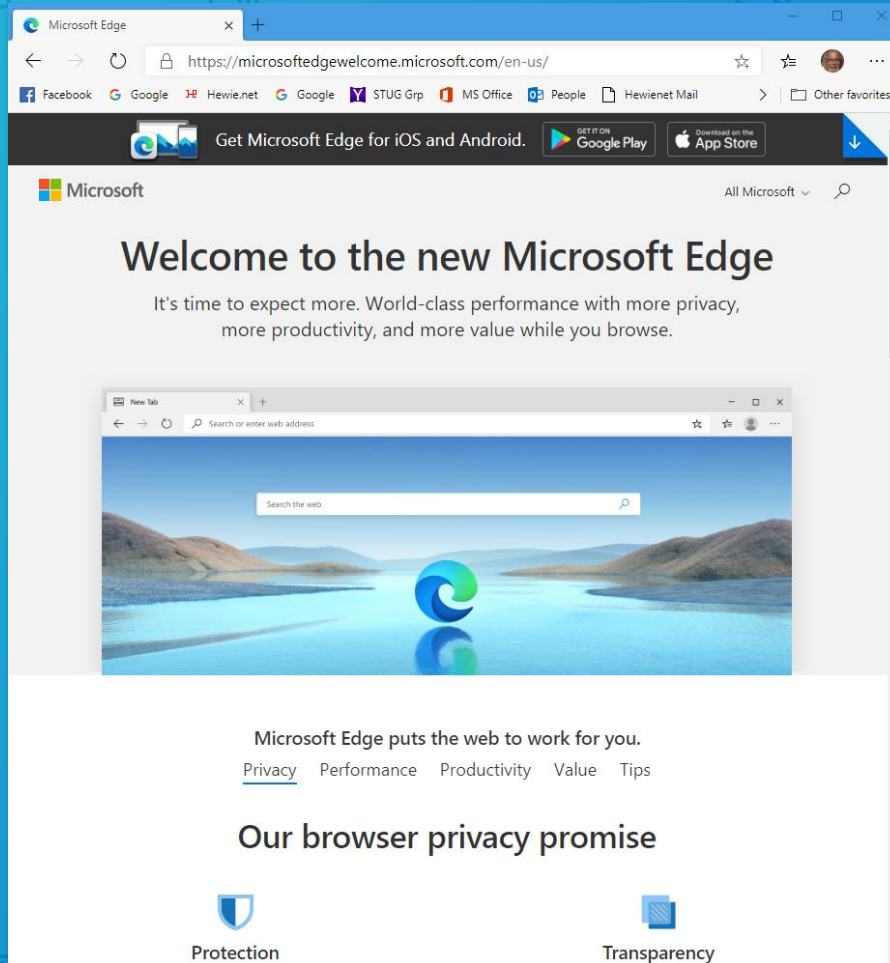 Microsoft Edge
https://microsoftedgewelcome.microsoft.com/en-us/
Facebook Google Hewie.net Google STUG Grp MS Office People Hewienet Mail Other favorites
Get Microsoft Edge for iOS and Android. GET IT ON Google Play Download on the App Store
Microsoft All Microsoft
Welcome to the new Microsoft Edge
It's time to expect more. World-class performance with more privacy,
more productivity, and more value while you browse.
New Tab
Search or enter web address
Search the web
Microsoft Edge puts the web to work for you.
Privacy Performance Productivity Value Tips
Our browser privacy promise
Protection Transparency